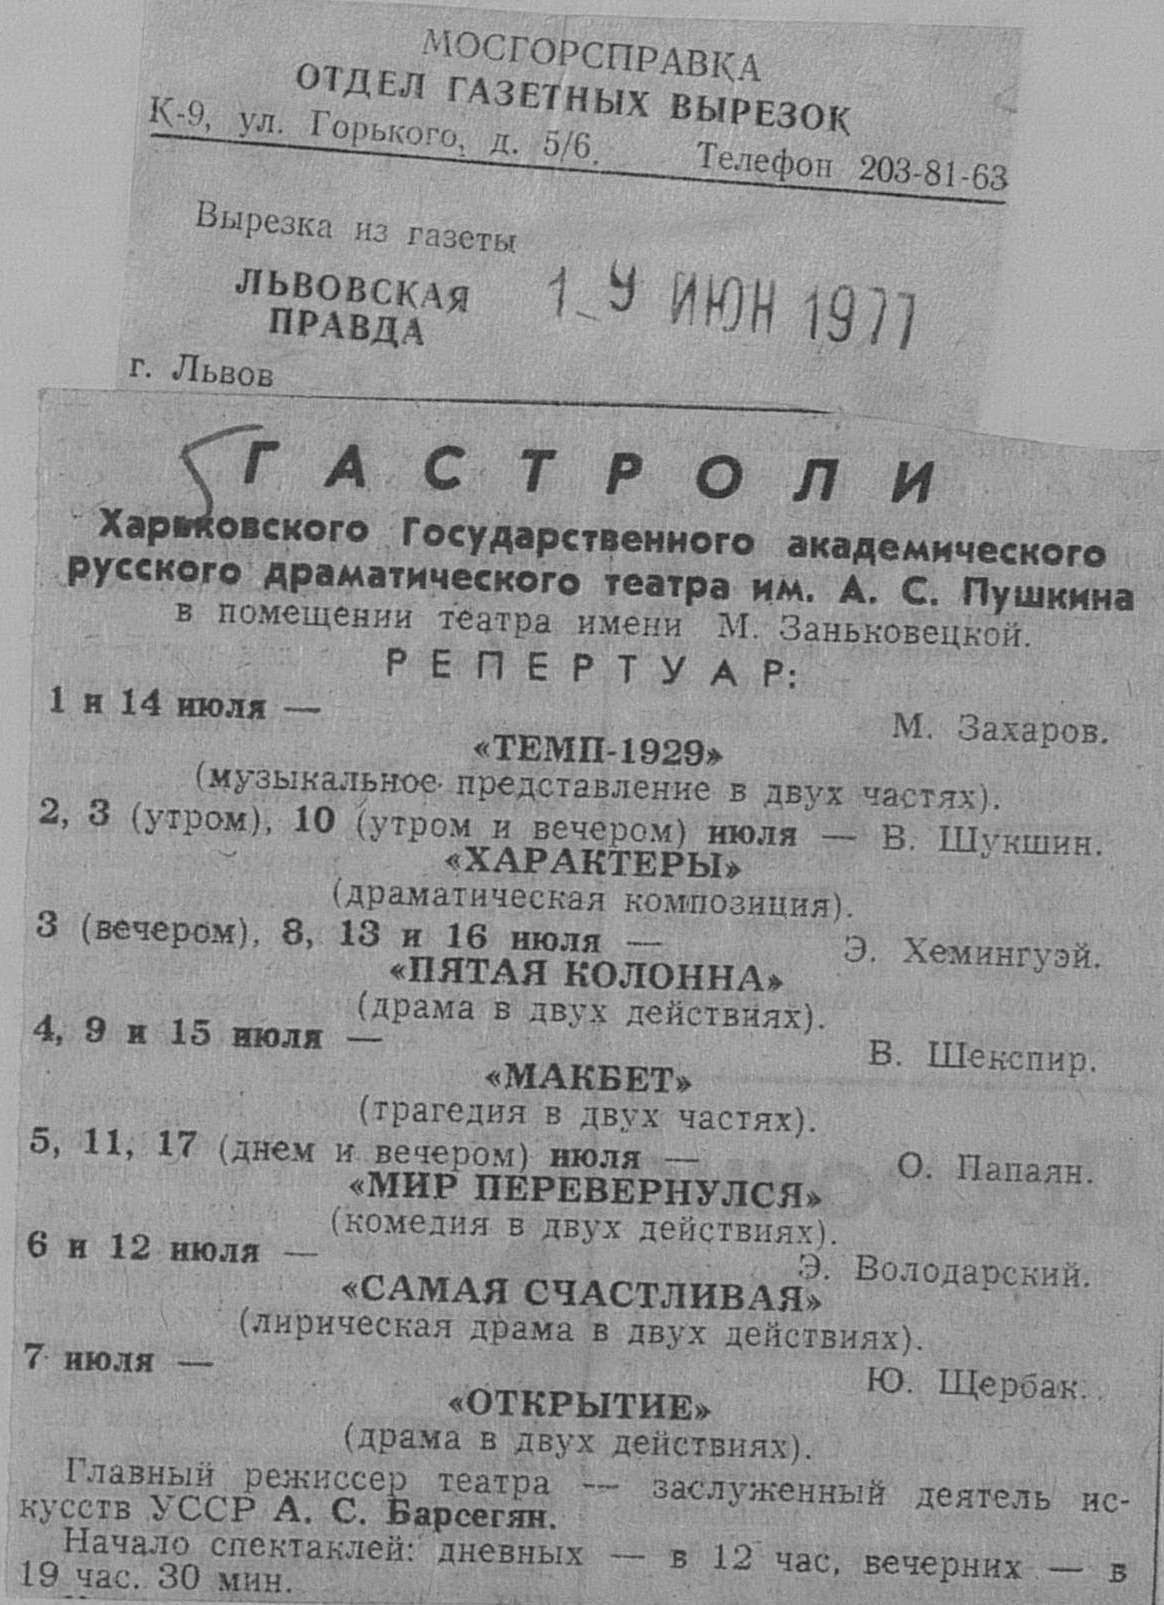 МОСГОРСПРАВКА
ОТДЕЛ ГАЗЕТНЫХ ВЫРЕЗОК
К-9, ул. Горького, д. 5/6. Телефон 203-81-63
Вырезка из газеты
ЛЬВОВСКАЯ
ПРАВДА
1 9 ИЮН 1977
г. Львов
ГАСТРОЛИ
Харьковского Государственного академического
русского драматического театра им. А. С. Пушкина
в помещении театра имени М. Заньковецкой.
РЕПЕРТУАР:
1 и 14 июля — М. Захаров.
«ТЕМП-1929»
(музыкальное представление в двух частях).
2, 3 (утром), 10 (утром и вечером) июля — В. Шукшин.
«ХАРАКТЕРЫ»
(драматическая композиция).
3 (вечером), 8, 13 и 16 июля — Э. Хемингуэй.
«ПЯТАЯ КОЛОННА»
(драма в двух действиях).
4, 9 и 15 июля — В. Шекспир.
«МАКБЕТ»
(трагедия в двух частях).
5, 11, 17 (днем и вечером) июля — О. Папаян.
«МИР ПЕРЕВЕРНУЛСЯ»
(комедия в двух действиях).
6 и 12 июля — Э. Володарский.
«САМАЯ СЧАСТЛИВАЯ»
(лирическая драма в двух действиях).
7 июля — Ю. Щербак.
«ОТКРЫТИЕ»
(драма в двух действиях).
Главный режиссер театра — заслуженный деятель ис-
кусств УССР А. С. Барсегян.
Начало спектаклей: дневных — в 12 час, вечерних — в
19 час. 30 мин.